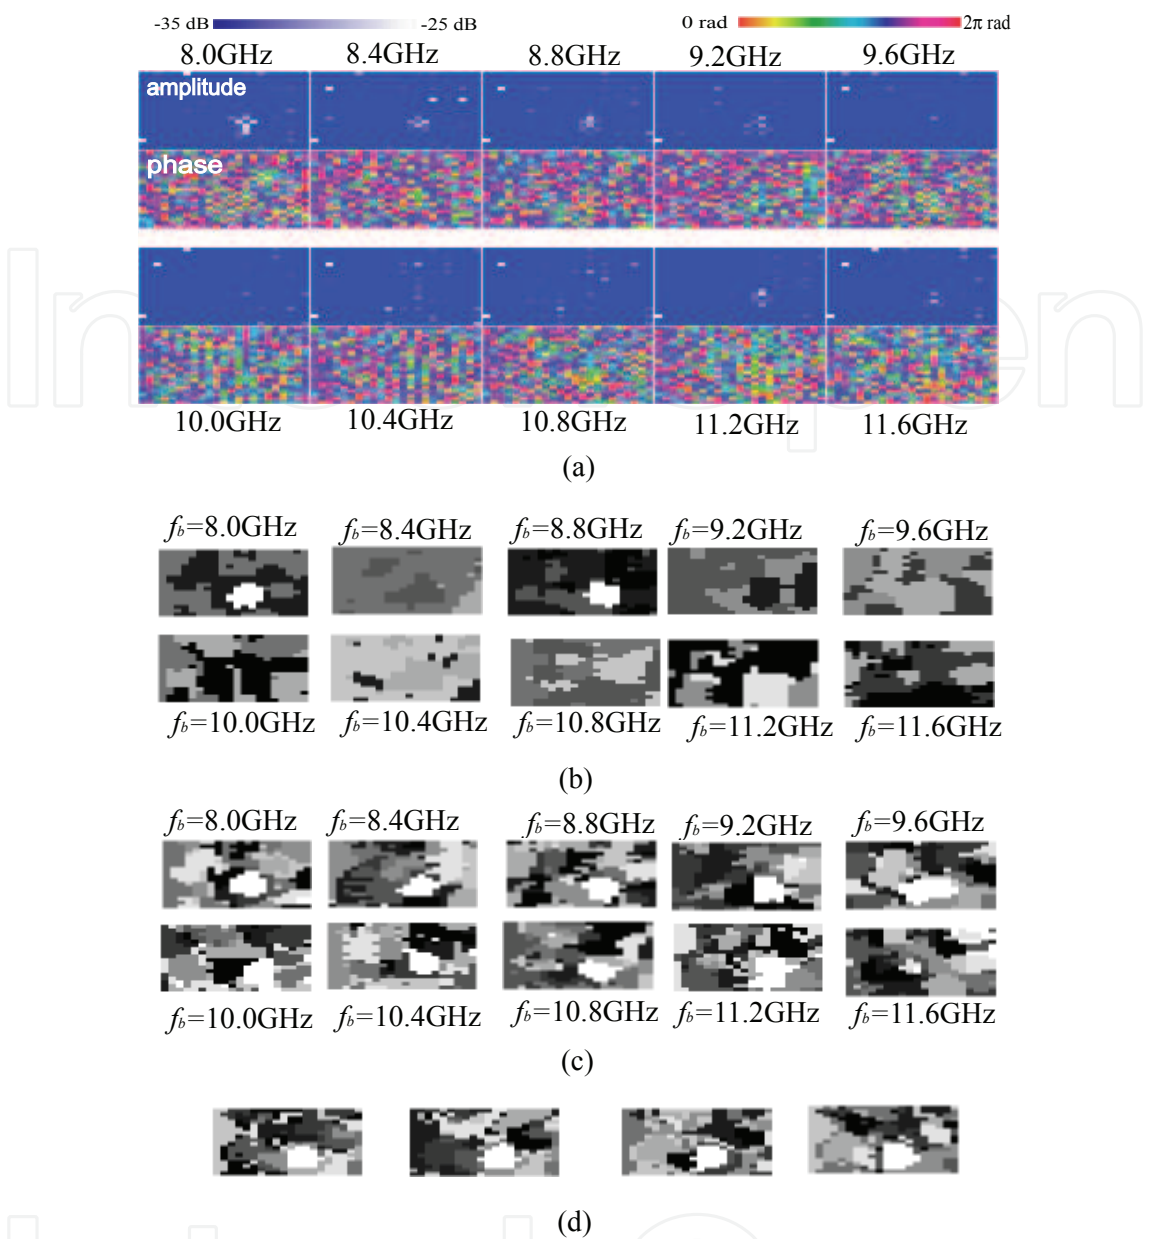 -35 dB -25 dB 0 rad 2π rad
8.0GHz 8.4GHz 8.8GHz 9.2GHz 9.6GHz
amplitude
phase
10.0GHz 10.4GHz 10.8GHz 11.2GHz 11.6GHz
(a)
fb=8.0GHz fb=8.4GHz fb=8.8GHz fb=9.2GHz fb=9.6GHz
fb=10.0GHz fb=10.4GHz fb=10.8GHz fb=11.2GHz fb=11.6GHz
(b)
fb=8.0GHz fb=8.4GHz fb=8.8GHz fb=9.2GHz fb=9.6GHz
fb=10.0GHz fb=10.4GHz fb=10.8GHz fb=11.2GHz fb=11.6GHz
(c)
(d)